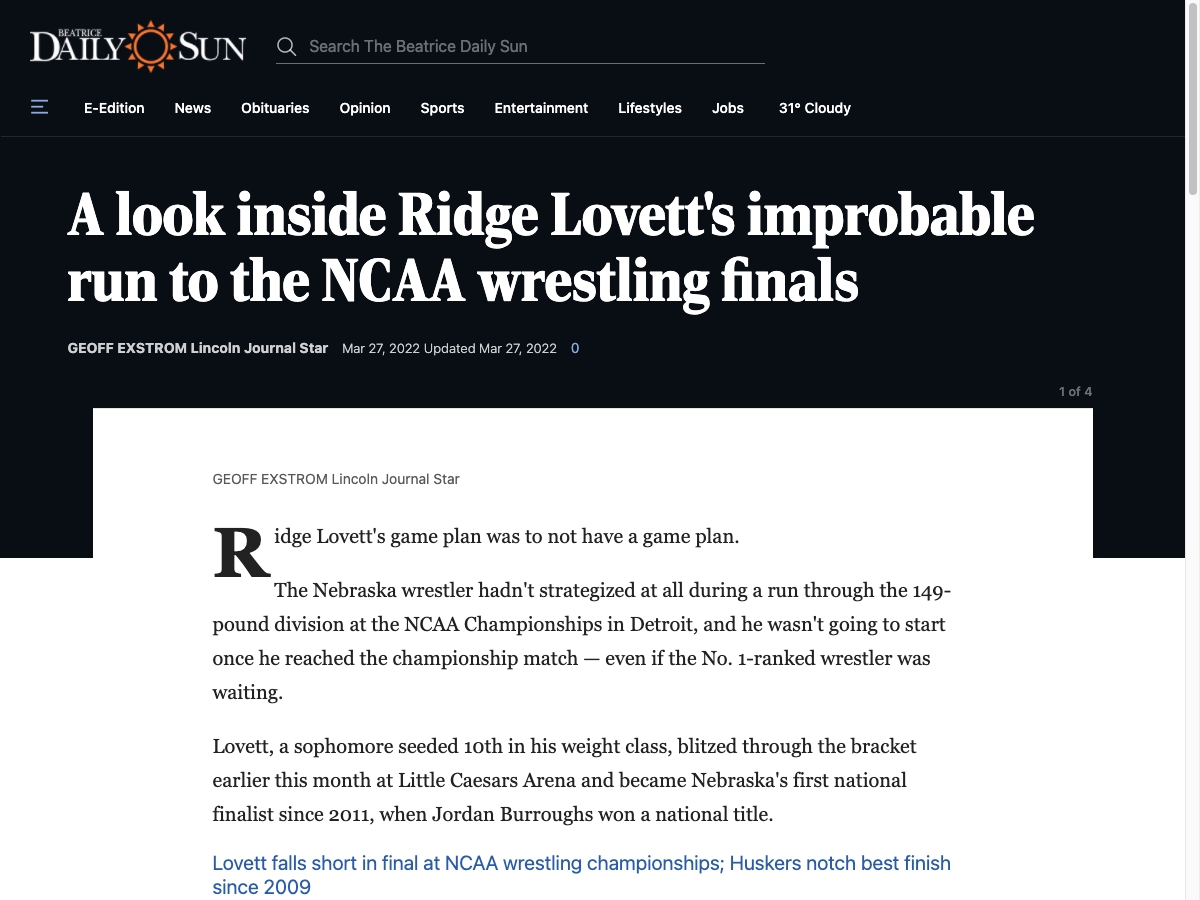 BEATRICE
DAILY SUN
Search The Beatrice Daily Sun
E-Edition News Obituaries Opinion Sports Entertainment Lifestyles Jobs 31° Cloudy
A look inside Ridge Lovett's improbable
run to the NCAA wrestling finals
GEOFF EXSTROM Lincoln Journal Star Mar 27, 2022 Updated Mar 27, 2022 0
1 of 4
GEOFF EXSTROM Lincoln Journal Star
Ridge Lovett's game plan was to not have a game plan.
The Nebraska wrestler hadn't strategized at all during a run through the 149-
pound division at the NCAA Championships in Detroit, and he wasn't going to start
once he reached the championship match — even if the No. 1-ranked wrestler was
waiting.
Lovett, a sophomore seeded 10th in his weight class, blitzed through the bracket
earlier this month at Little Caesars Arena and became Nebraska's first national
finalist since 2011, when Jordan Burroughs won a national title.
Lovett falls short in final at NCAA wrestling championships; Huskers notch best finish
since 2009